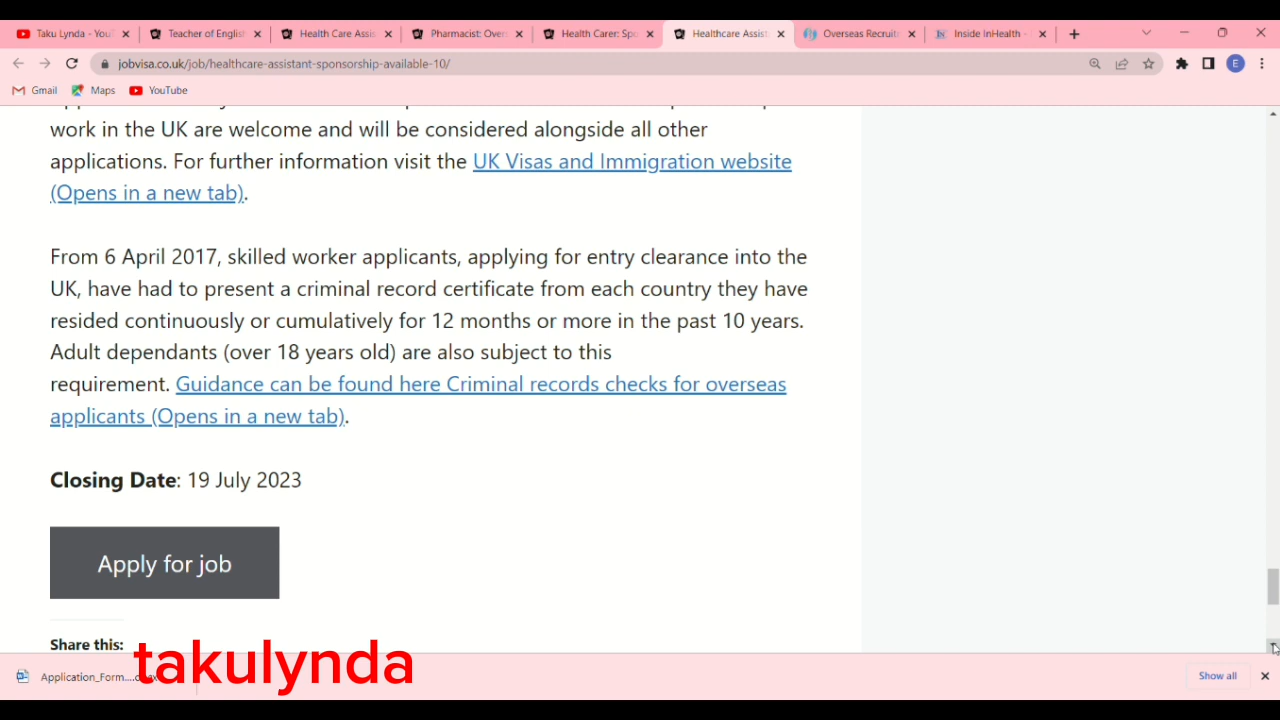 Taku Lynda - You
Teacher of English
Health Care Assis
Pharmacist: Over
Health Carer: Spo
Healthcare Assist
Overseas Recruit
Inside InHealth -
jobvisa.co.uk/job/healthcare-assistant-sponsorship-available-10/
E
Gmail
Maps
YouTube
work in the UK are welcome and will be considered alongside all other
applications. For further information visit the UK Visas and Immigration website
(Opens in a new tab).
From 6 April 2017, skilled worker applicants, applying for entry clearance into the
UK, have had to present a criminal record certificate from each country they have
resided continuously or cumulatively for 12 months or more in the past 10 years.
Adult dependants (over 18 years old) are also subject to this
requirement. Guidance can be found here Criminal records checks for overseas
applicants (Opens in a new tab).
Closing Date: 19 July 2023
Apply for job
Share this:
takulynda
Application_Form....
Show all